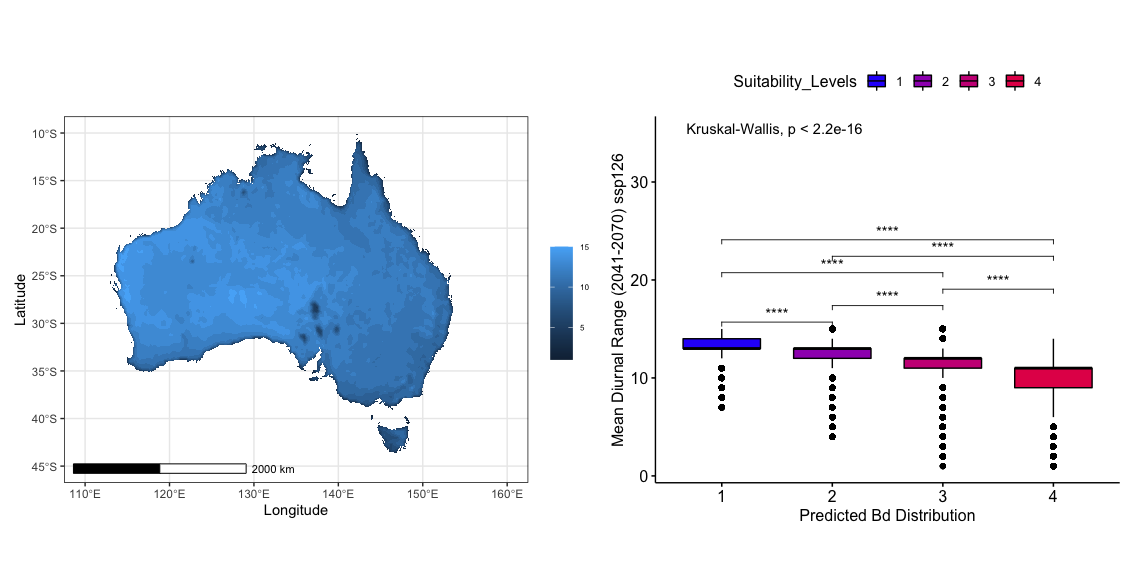 10°S
15°S
20°S
25°S
30°S
35°S
40°S
45°S
Latitude
2000 km
110°E 120°E 130°E 140°E 150°E 160°E
Longitude
15
10
5
Suitability_Levels 1 2 3 4
Kruskal-Wallis, p < 2.2e-16
Mean Diurnal Range (2041-2070) ssp126
30
20
10
0
****
****
****
****
****
****
1 2 3 4
Predicted Bd Distribution